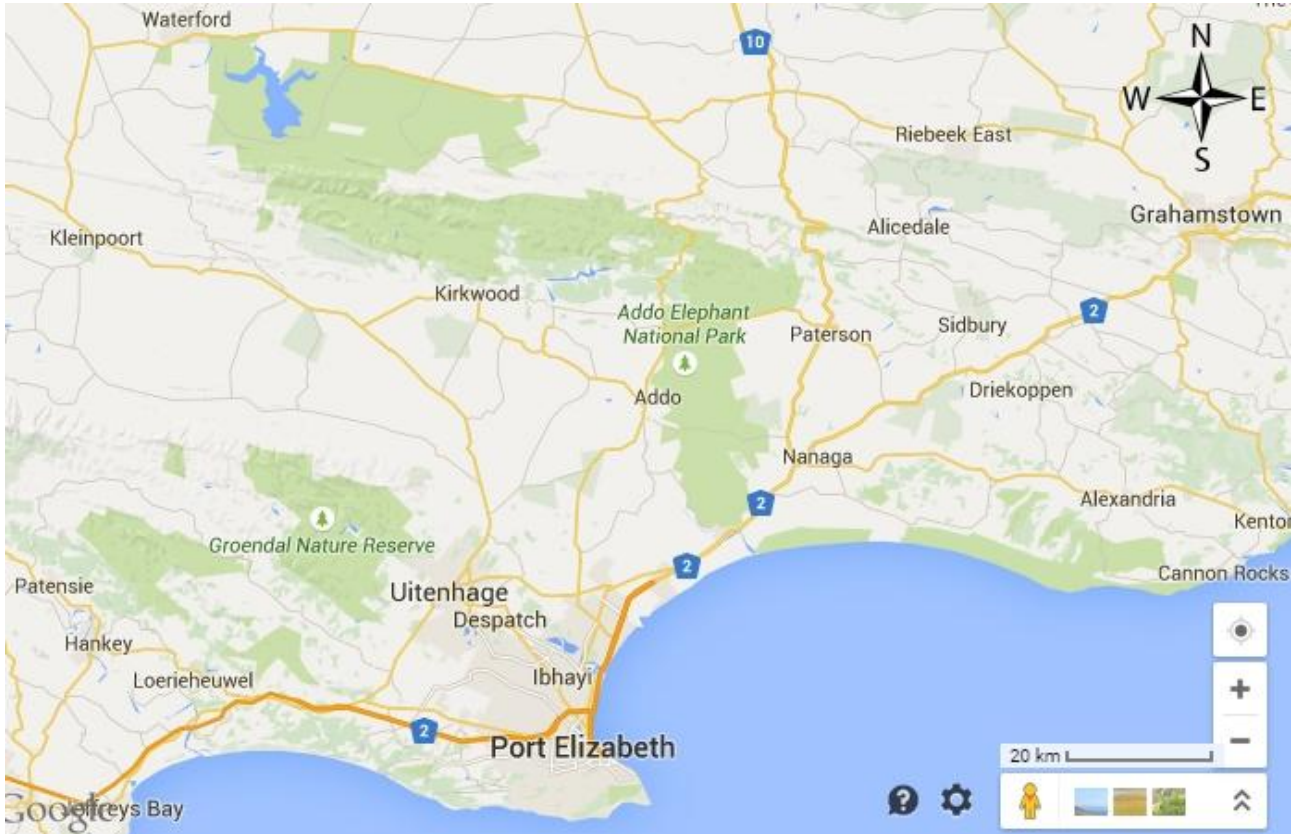 Waterford
10
N
W E
S
Riebeek East
Grahamstown
Kleinpoort
Alicedale
Kirkwood
2
Addo Elephant
National Park
Sidbury
Paterson
Driekoppen
Addo
Nanaga
2
Alexandria
Groendal Nature Reserve
Kenton
2
Cannon Rocks
Patensie
Uitenhage
Despatch
Hankey
Ibhayi
Loerieheuwel
2
Port Elizabeth
20 km
Google
Jeffreys Bay